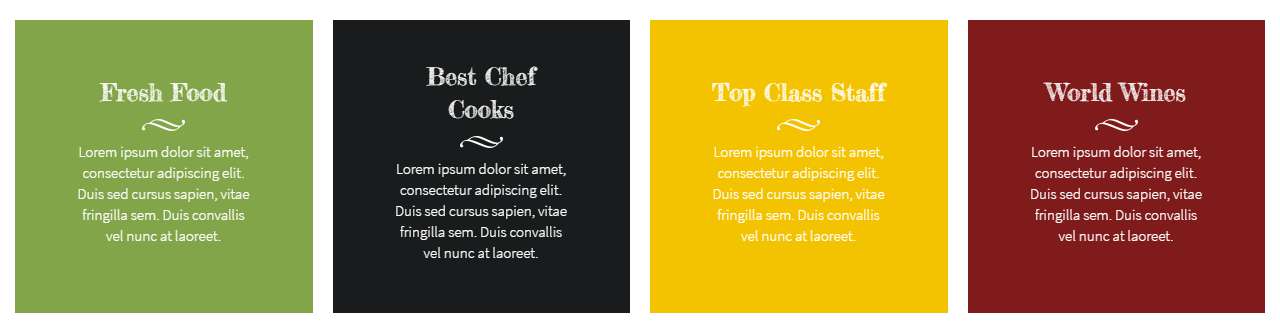 Fresh Food
Lorem ipsum dolor sit amet,
consectetur adipiscing elit.
Duis sed cursus sapien, vitae
fringilla sem. Duis convallis
vel nunc at laoreet.
Best Chef
Cooks
Lorem ipsum dolor sit amet,
consectetur adipiscing elit.
Duis sed cursus sapien, vitae
fringilla sem. Duis convallis
vel nunc at laoreet.
Top Class Staff
Lorem ipsum dolor sit amet,
consectetur adipiscing elit.
Duis sed cursus sapien, vitae
fringilla sem. Duis convallis
vel nunc at laoreet.
World Wines
Lorem ipsum dolor sit amet,
consectetur adipiscing elit.
Duis sed cursus sapien, vitae
fringilla sem. Duis convallis
vel nunc at laoreet.